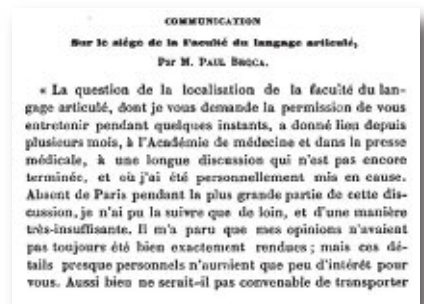 COMMUNICATION
Sur le siége de la Faculté du langage articulé,
Par M. PAUL BROCA.
« La question de la localisation de la faculté du lan-
gage articulé, dont je vous demande la permission de vous
entretenir pendant quelques instants, a donné lieu depuis
plusieurs mois, à l'Académie de médecine et dans la presse
médicale, à une longue discussion qui n'est pas encore
terminée, et où j'ai été personnellement mis en cause.
Absent de Paris pendant la plus grande partie de cette dis-
cussion, je n'ai pu la suivre que de loin, et d'une manière
très-insuffisante. Il m'a paru que mes opinions n'avaient
pas toujours été bien exactement rendues ; mais ces dé-
tails presque personnels n'auraient que peu d'intérêt pour
vous. Aussi bien ne serait-il pas convenable de transporter